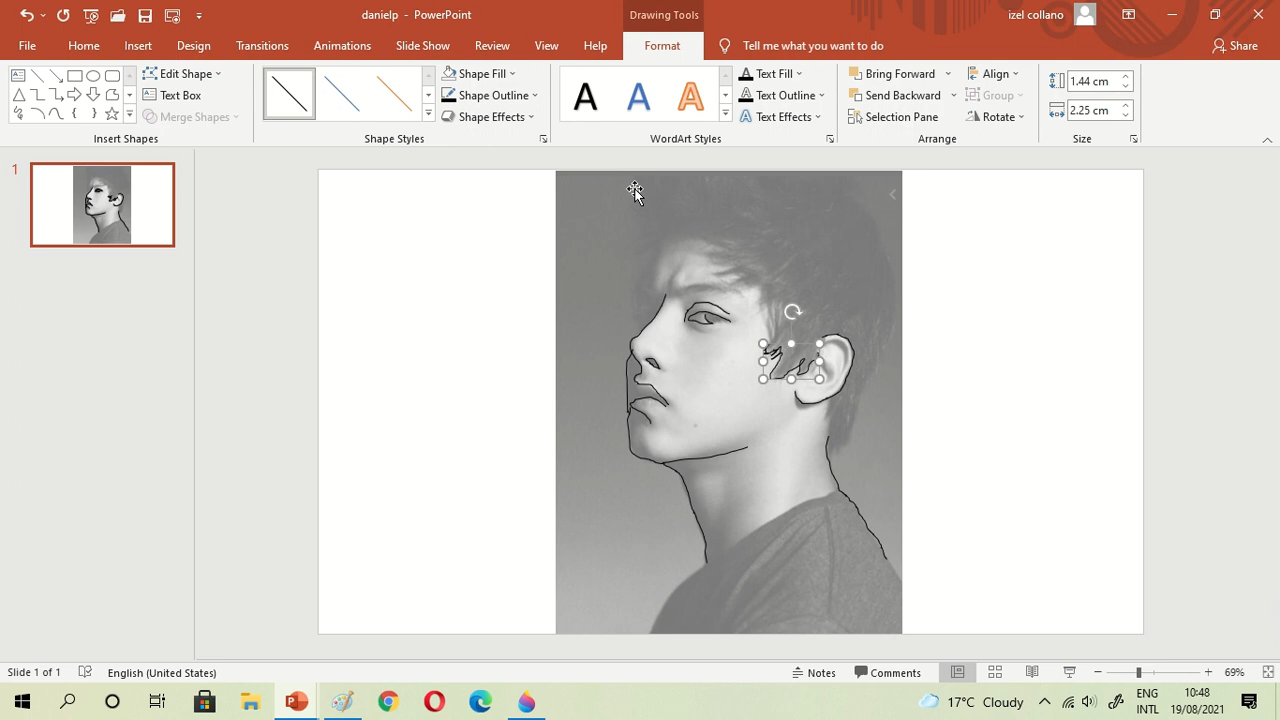 danielp - PowerPoint
Drawing Tools
izel collano
File
Home
Insert
Design
Transitions
Animations
Slide Show
Review
View
Help
Format
Tell me what you want to do
Share
Edit Shape
Text Box
Merge Shapes
Insert Shapes
Shape Fill
Shape Outline
Shape Effects
Shape Styles
A A A
Text Fill
Text Outline
Text Effects
WordArt Styles
Bring Forward
Send Backward
Selection Pane
Align
Group
Rotate
Arrange
1.44 cm
2.25 cm
Size
1
Slide 1 of 1
English (United States)
Notes
Comments
69%
17°C Cloudy
ENG
INTL
10:48
19/08/2021